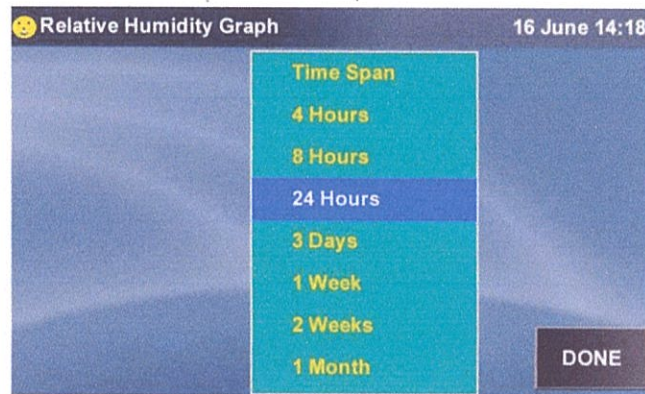 Relative Humidity Graph 16 June 14:18
Time Span
4 Hours
8 Hours
24 Hours
3 Days
1 Week
2 Weeks
1 Month
DONE